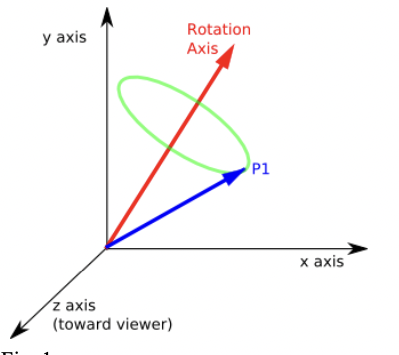 Rotation
Axis
y axis
P1
x axis
z axis
(toward viewer)